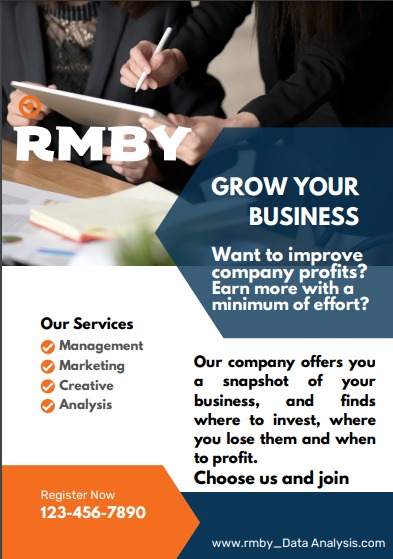 RMBY
GROW YOUR
BUSINESS
Want to improve
company profits?
Earn more with a
minimum of effort?
Our Services
Management
Marketing
Creative
Analysis
Our company offers you
a snapshot of your
business, and finds
where to invest, where
you lose them and when
to profit.
Choose us and join
Register Now
123-456-7890
www.rmby_Data Analysis.com